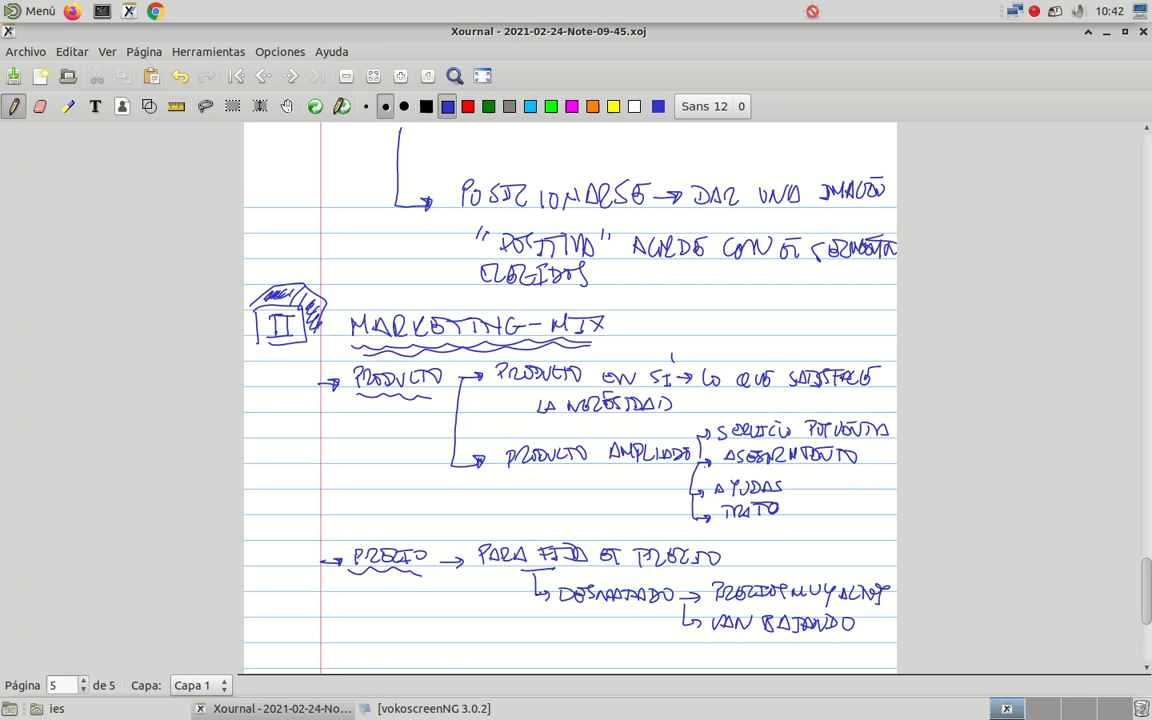 Menú 10:42
Xournal - 2021-02-24-Note-09-45.xoj
Archivo Editar Ver Página Herramientas Opciones Ayuda
Sans 12 0
POSICIONARSE → DAR UNA IMAGEN
"POSITIVA" ACORDE CON EL SEGMENTO
ELEGIDOS
II MARKETING-MIX
→ PRODUCTO → PRODUCTO EN SÍ → LO QUE SATISFACE
LA NECESIDAD
→ SERVICIO POSVENTA
→ PRODUCTO AMPLIADO → ASESORAMIENTO
→ AYUDAS
→ TRATO
→ PRECIO → PARA FIJAR EL PRECIO
→ DESNATADO → PRECIOS MUY ALTOS
→ VAN BAJANDO
Página 5 de 5 Capa: Capa 1
ies Xournal - 2021-02-24-No... [vokoscreenNG 3.0.2]